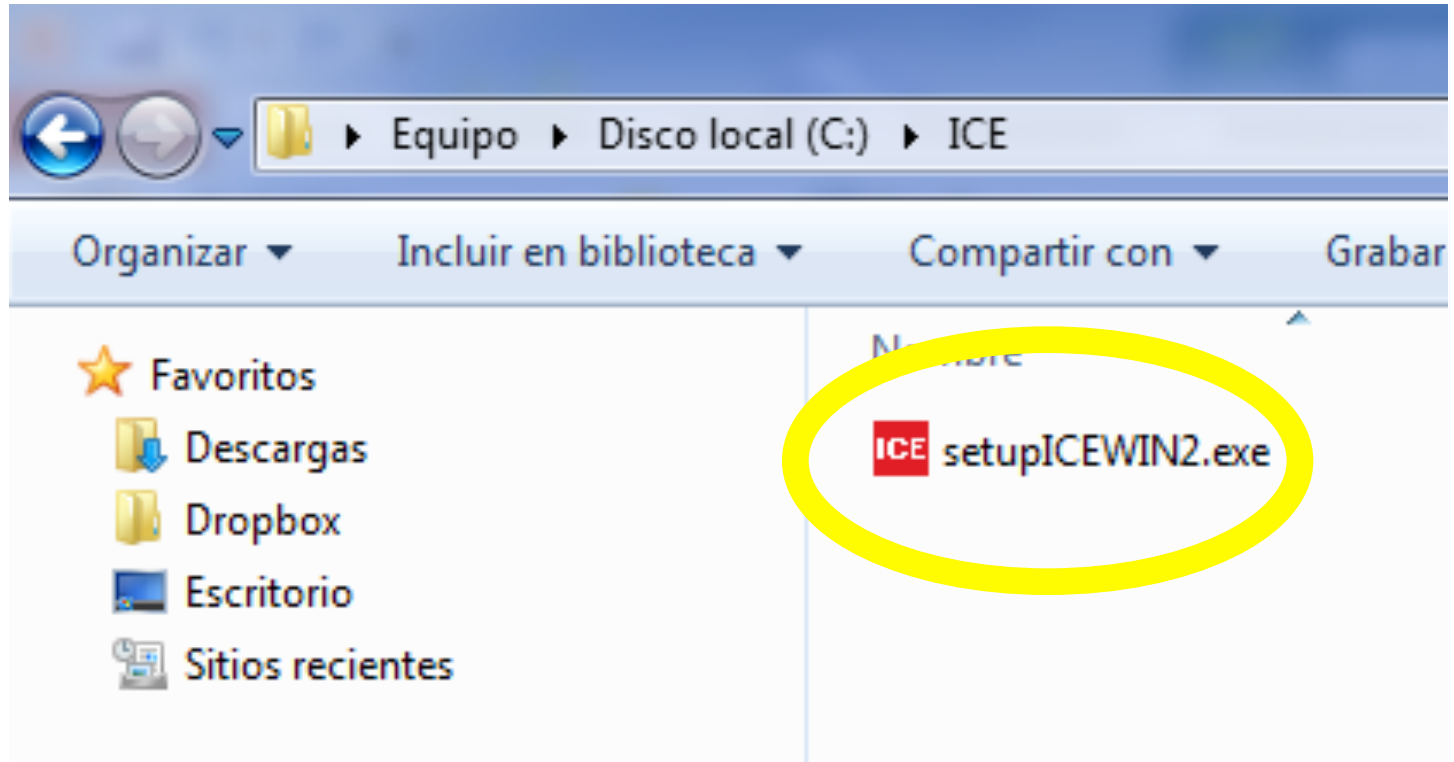 Equipo Disco local (C:) ICE
Organizar Incluir en biblioteca Compartir con Grabar
Favoritos
Descargas
Dropbox
Escritorio
Sitios recientes
Nombre
ICE setupICEWIN2.exe